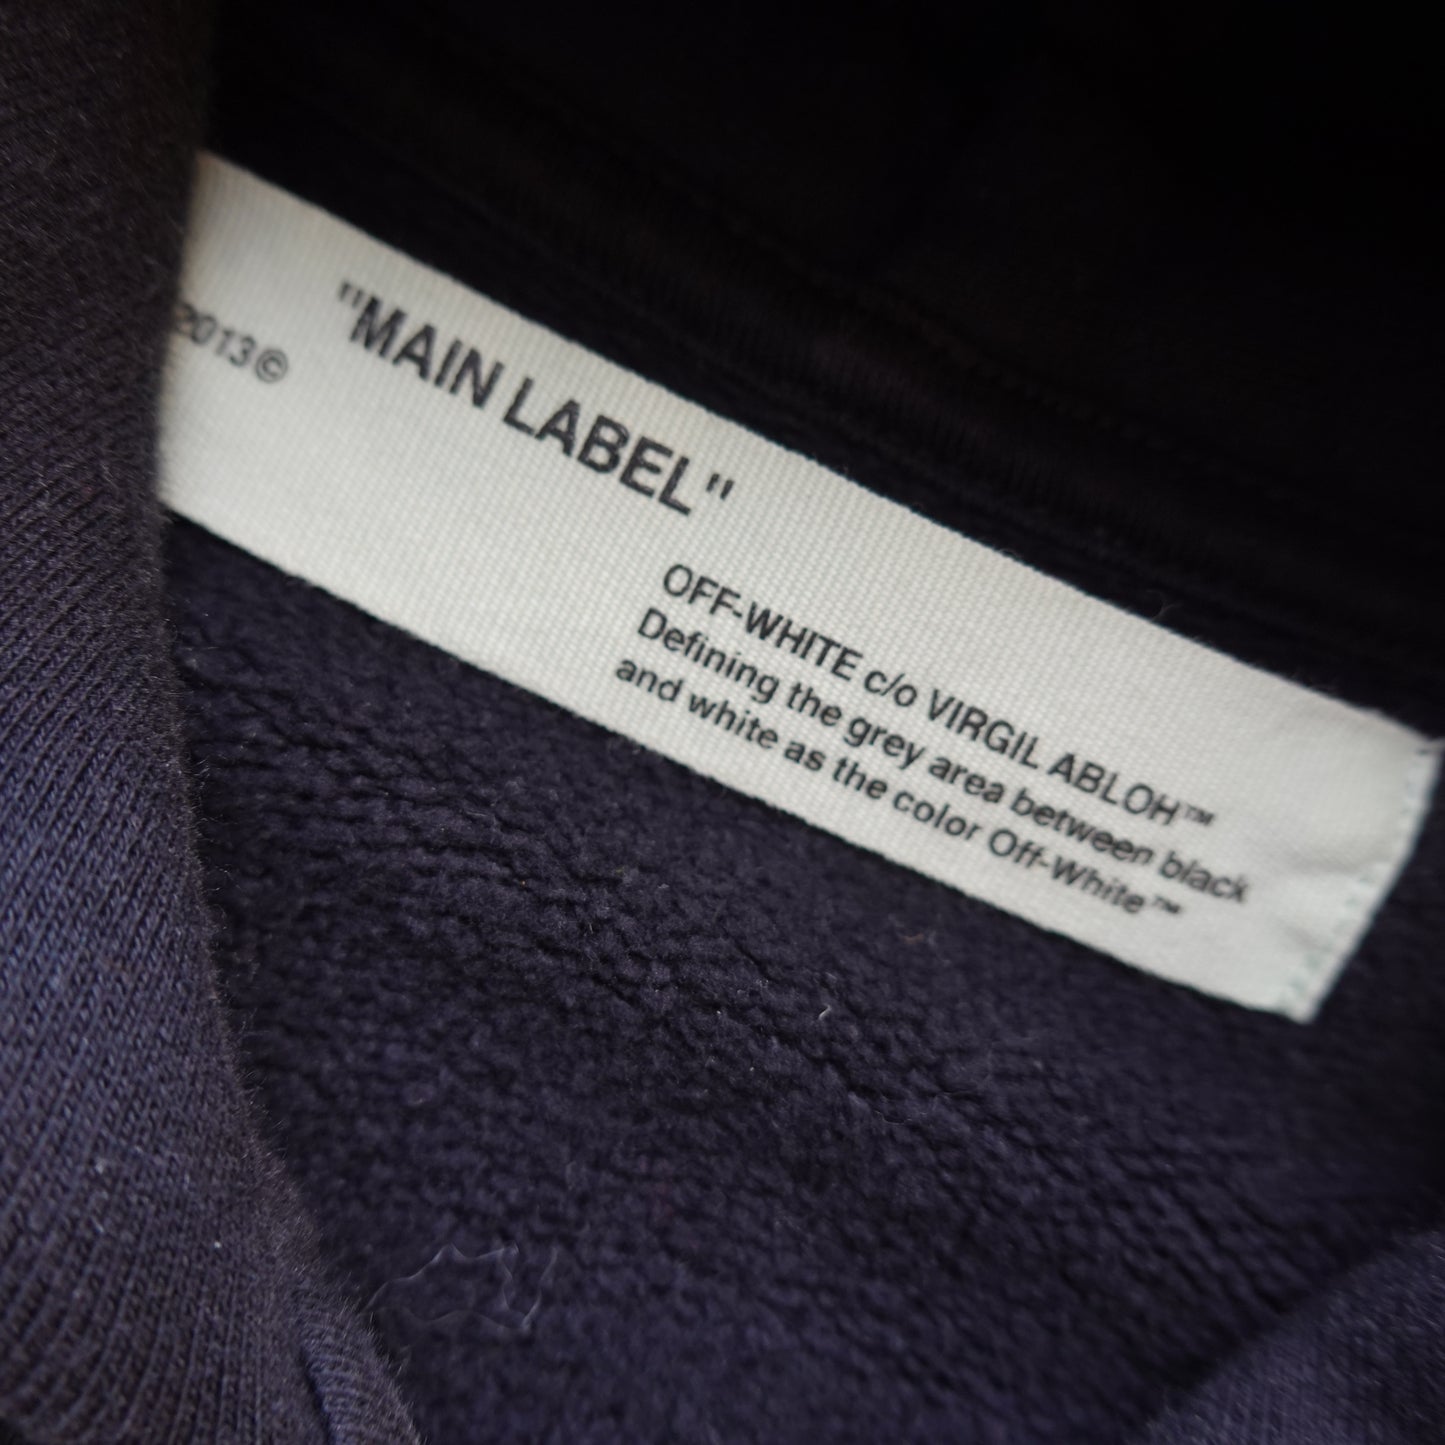 2013©
"MAIN LABEL"
OFF-WHITE c/o VIRGIL ABLOH™
Defining the grey area between black
and white as the color Off-White™